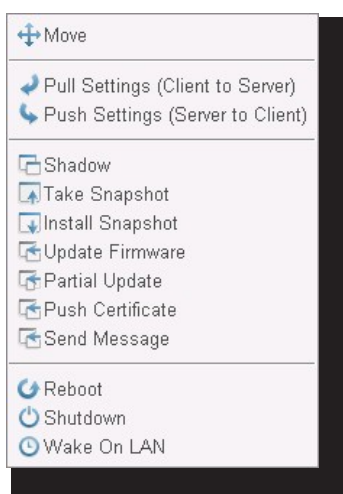 Move
Pull Settings (Client to Server)
Push Settings (Server to Client)
Shadow
Take Snapshot
Install Snapshot
Update Firmware
Partial Update
Push Certificate
Send Message
Reboot
Shutdown
Wake On LAN